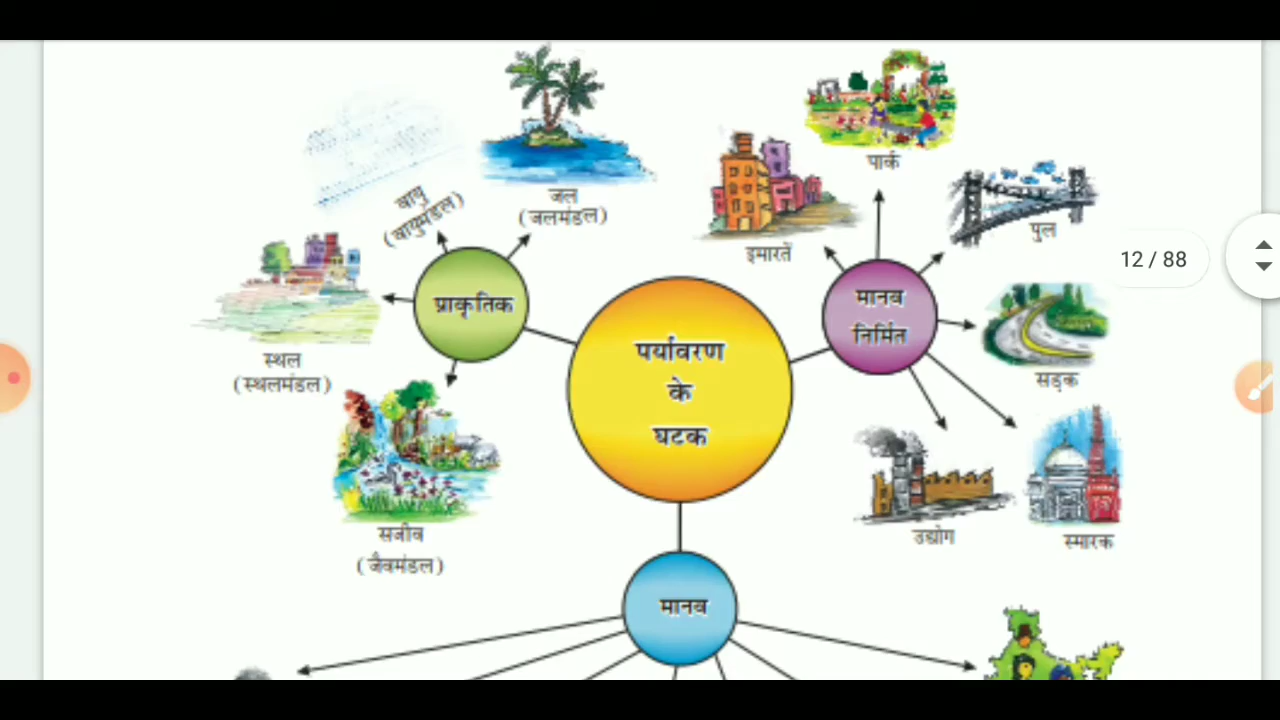 वायु
(वायुमंडल)
जल
(जलमंडल)
स्थल
(स्थलमंडल)
सजीव
(जैवमंडल)
प्राकृतिक
पर्यावरण
के
घटक
मानव
निर्मित
इमारतें
पार्क
पुल
सड़क
स्मारक
उद्योग
मानव
12 / 88